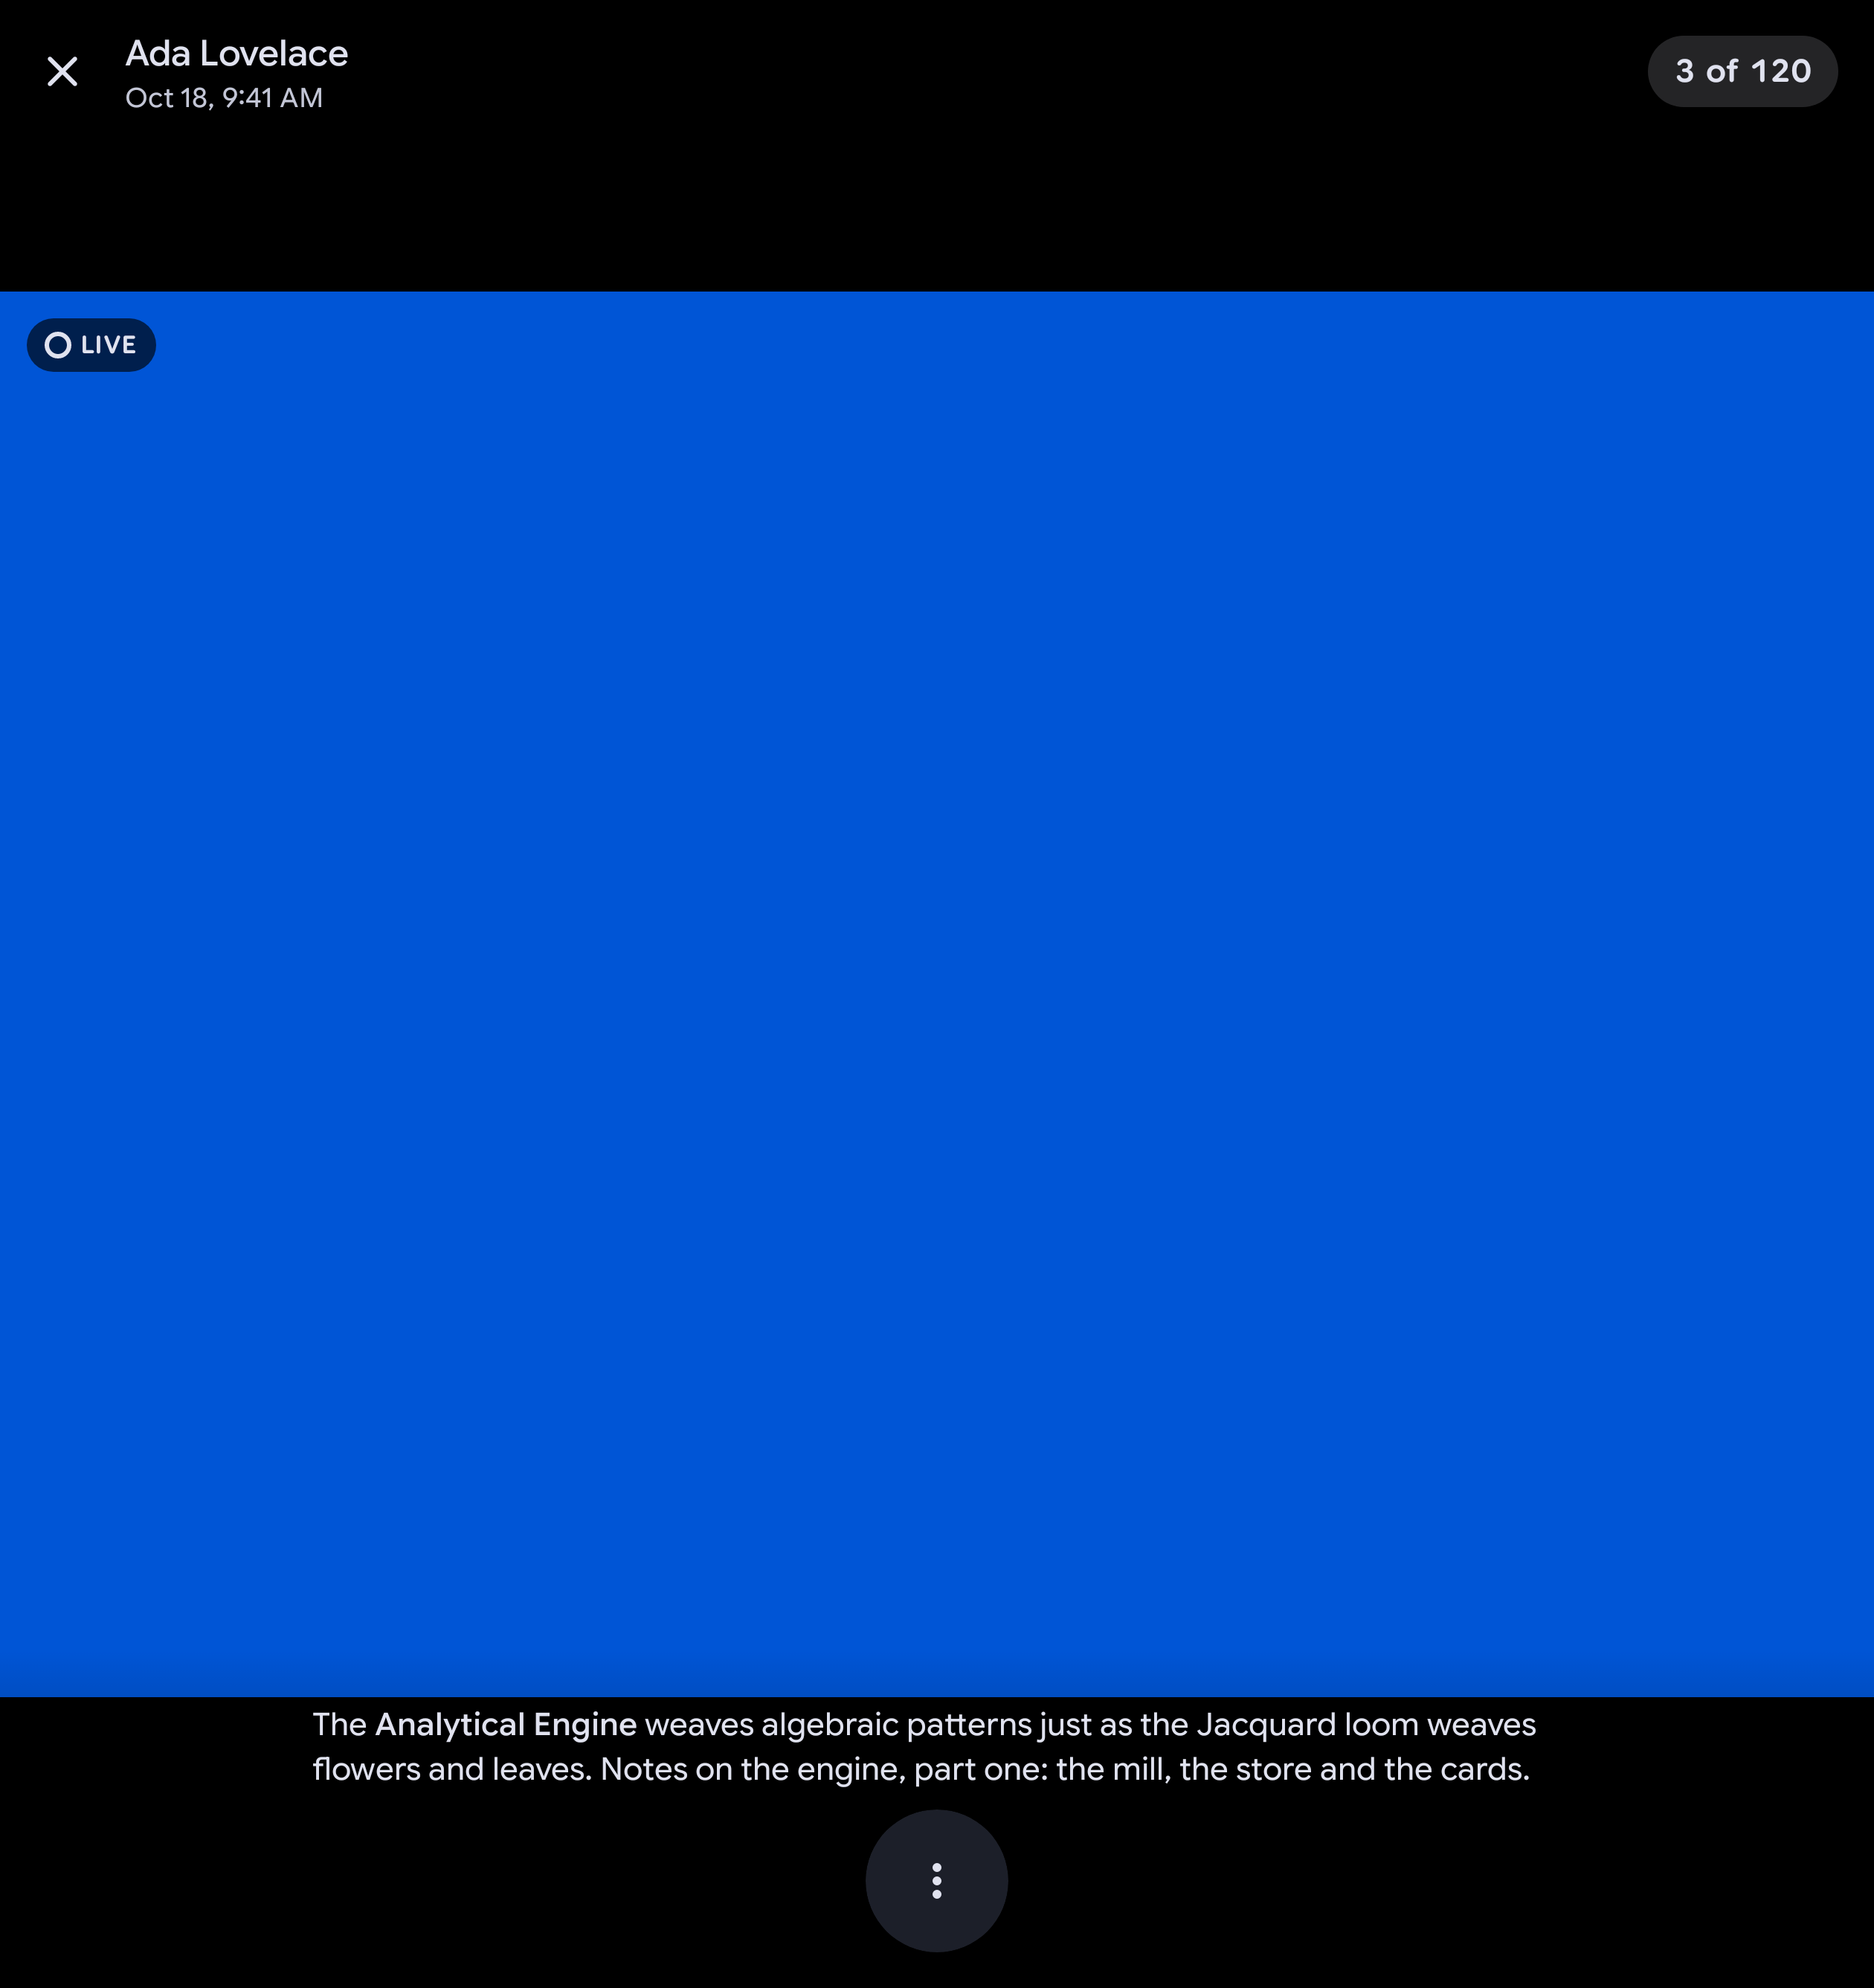 Ada Lovelace
Oct 18, 9:41 AM
3 of 120
LIVE
The Analytical Engine weaves algebraic patterns just as the Jacquard loom weaves
flowers and leaves. Notes on the engine, part one: the mill, the store and the cards.